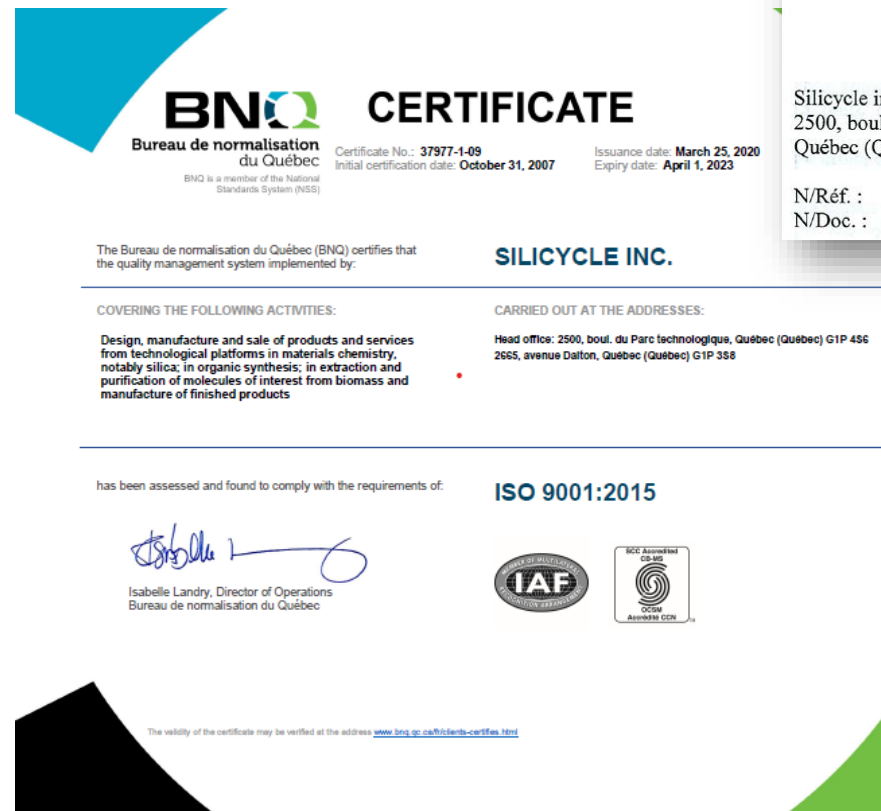 BNQ
Bureau de normalisation
du Québec
BNQ is a member of the National
Standards System (NSS)
CERTIFICATE
Certificate No.: 37977-1-09
Initial certification date: October 31, 2007
Issuance date: March 25, 2020
Expiry date: April 1, 2023
Silicycle
2500,
Québec
N/Réf. :
N/Doc. :
The Bureau de normalisation du Québec (BNQ) certifies that
the quality management system implemented by:
SILICYCLE INC.
COVERING THE FOLLOWING ACTIVITIES:
Design, manufacture and sale of products and services
from technological platforms in materials chemistry,
notably silica; in organic synthesis; in extraction and
purification of molecules of interest from biomass and
manufacture of finished products
CARRIED OUT AT THE ADDRESSES:
Head office: 2500, boul. du Parc technologique, Québec (Québec) G1P 4S6
2665, avenue Dalton, Québec (Québec) G1P 3S8
has been assessed and found to comply with the requirements of:
ISO 9001:2015
Isabelle Landry, Director of Operations
Bureau de normalisation du Québec
MEMBER OF MULTILATERAL
IAF
RECOGNITION ARRANGEMENT
SCC Accredited
CB-MS
OCSM
Accrédité CCN
The validity of the certificate may be verified at the address www.bnq.qc.ca/fr/clients-certifies.html